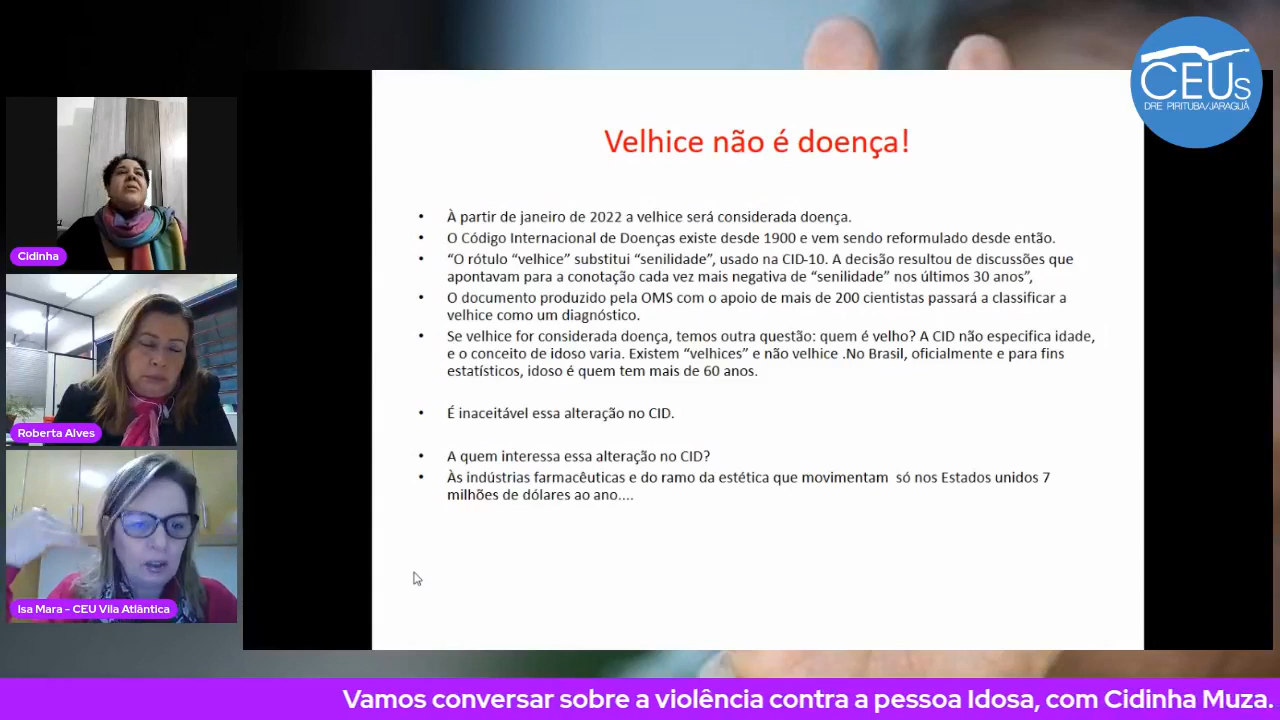 CEUs
DRE PIRITUBA/JARAGUÁ
Velhice não é doença!
• À partir de janeiro de 2022 a velhice será considerada doença.
• O Código Internacional de Doenças existe desde 1900 e vem sendo reformulado desde então.
• “O rótulo “velhice” substitui “senilidade”, usado na CID-10. A decisão resultou de discussões que
apontavam para a conotação cada vez mais negativa de “senilidade” nos últimos 30 anos”,
• O documento produzido pela OMS com o apoio de mais de 200 cientistas passará a classificar a
velhice como um diagnóstico.
• Se velhice for considerada doença, temos outra questão: quem é velho? A CID não especifica idade,
e o conceito de idoso varia. Existem “velhices” e não velhice .No Brasil, oficialmente e para fins
estatísticos, idoso é quem tem mais de 60 anos.
• É inaceitável essa alteração no CID.
• A quem interessa essa alteração no CID?
• Às indústrias farmacêuticas e do ramo da estética que movimentam só nos Estados unidos 7
milhões de dólares ao ano....
Cidinha
Roberta Alves
Isa Mara - CEU Vila Atlântica
Vamos conversar sobre a violência contra a pessoa Idosa, com Cidinha Muza.